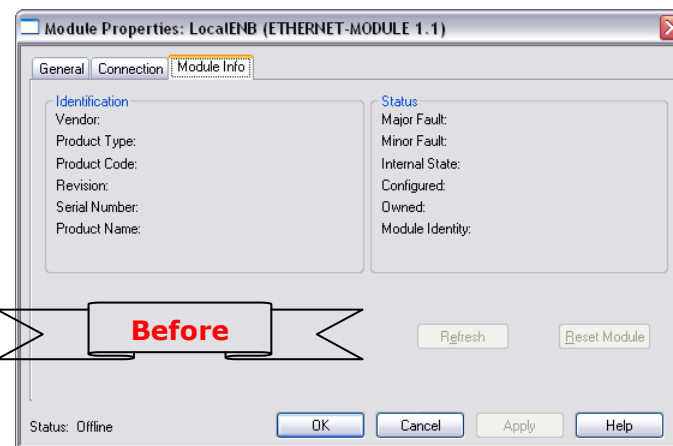 Module Properties: LocalENB (ETHERNET-MODULE 1.1)
General Connection Module Info
Identification
Vendor:
Product Type:
Product Code:
Revision:
Serial Number:
Product Name:
Status
Major Fault:
Minor Fault:
Internal State:
Configured:
Owned:
Module Identity:
Before
Refresh Reset Module
Status: Offline OK Cancel Apply Help